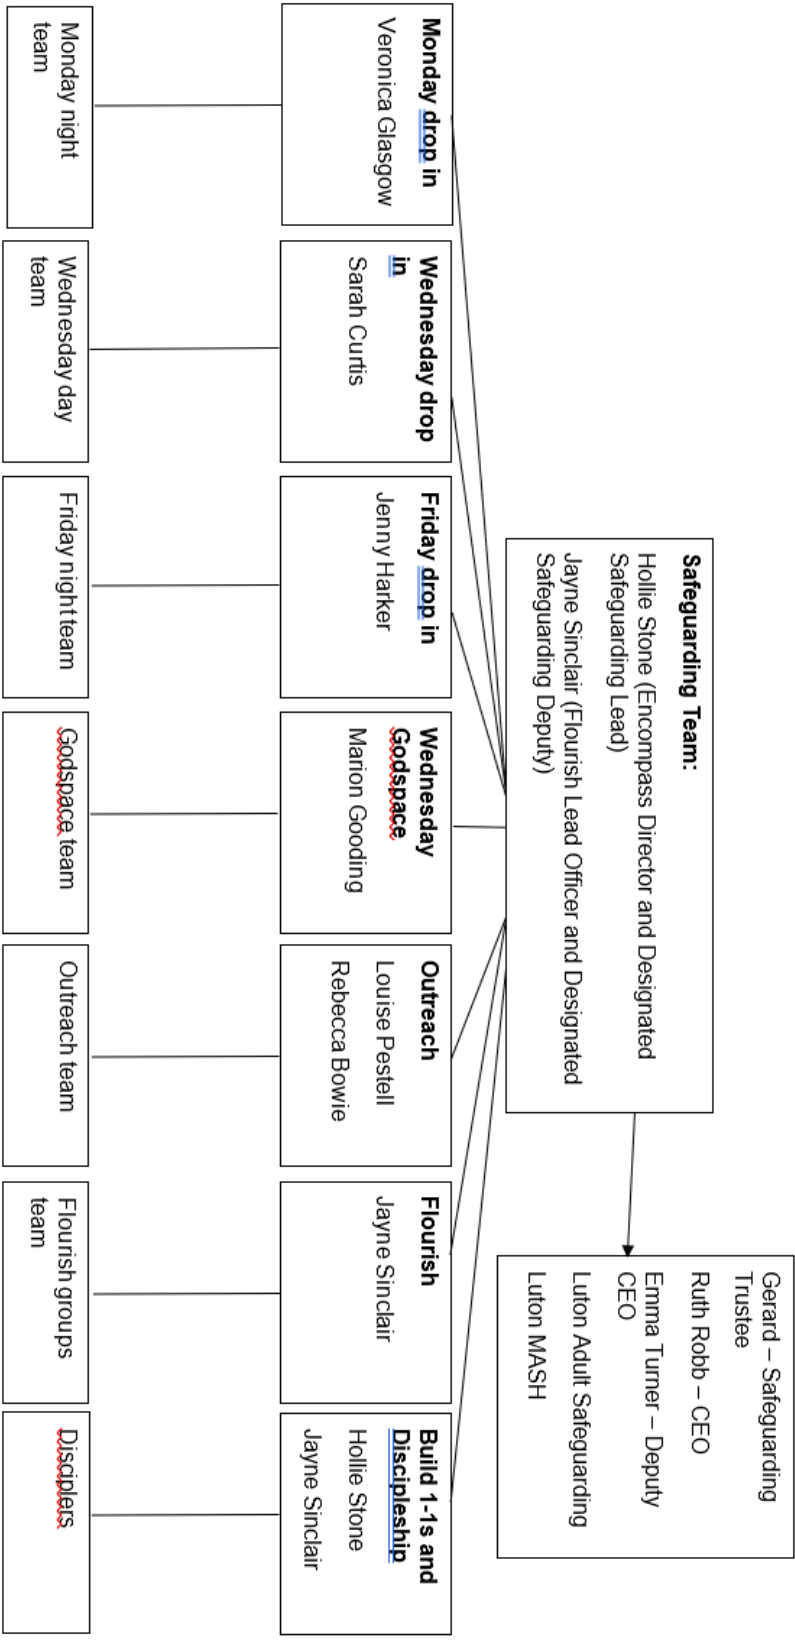 Gerard – Safeguarding
Trustee
Ruth Robb – CEO
Emma Turner – Deputy
CEO
Luton Adult Safeguarding
Luton MASH
Safeguarding Team:
Hollie Stone (Encompass Director and Designated
Safeguarding Lead)
Jayne Sinclair (Flourish Lead Officer and Designated
Safeguarding Deputy)
Monday drop in
Veronica Glasgow
Wednesday drop
in
Sarah Curtis
Friday drop in
Jenny Harker
Wednesday
Godspace
Marion Gooding
Outreach
Louise Pestell
Rebecca Bowie
Flourish
Jayne Sinclair
Build 1-1s and
Discipleship
Hollie Stone
Jayne Sinclair
Monday night
team
Wednesday day
team
Friday night team
Godspace team
Outreach team
Flourish groups
team
Disciplers